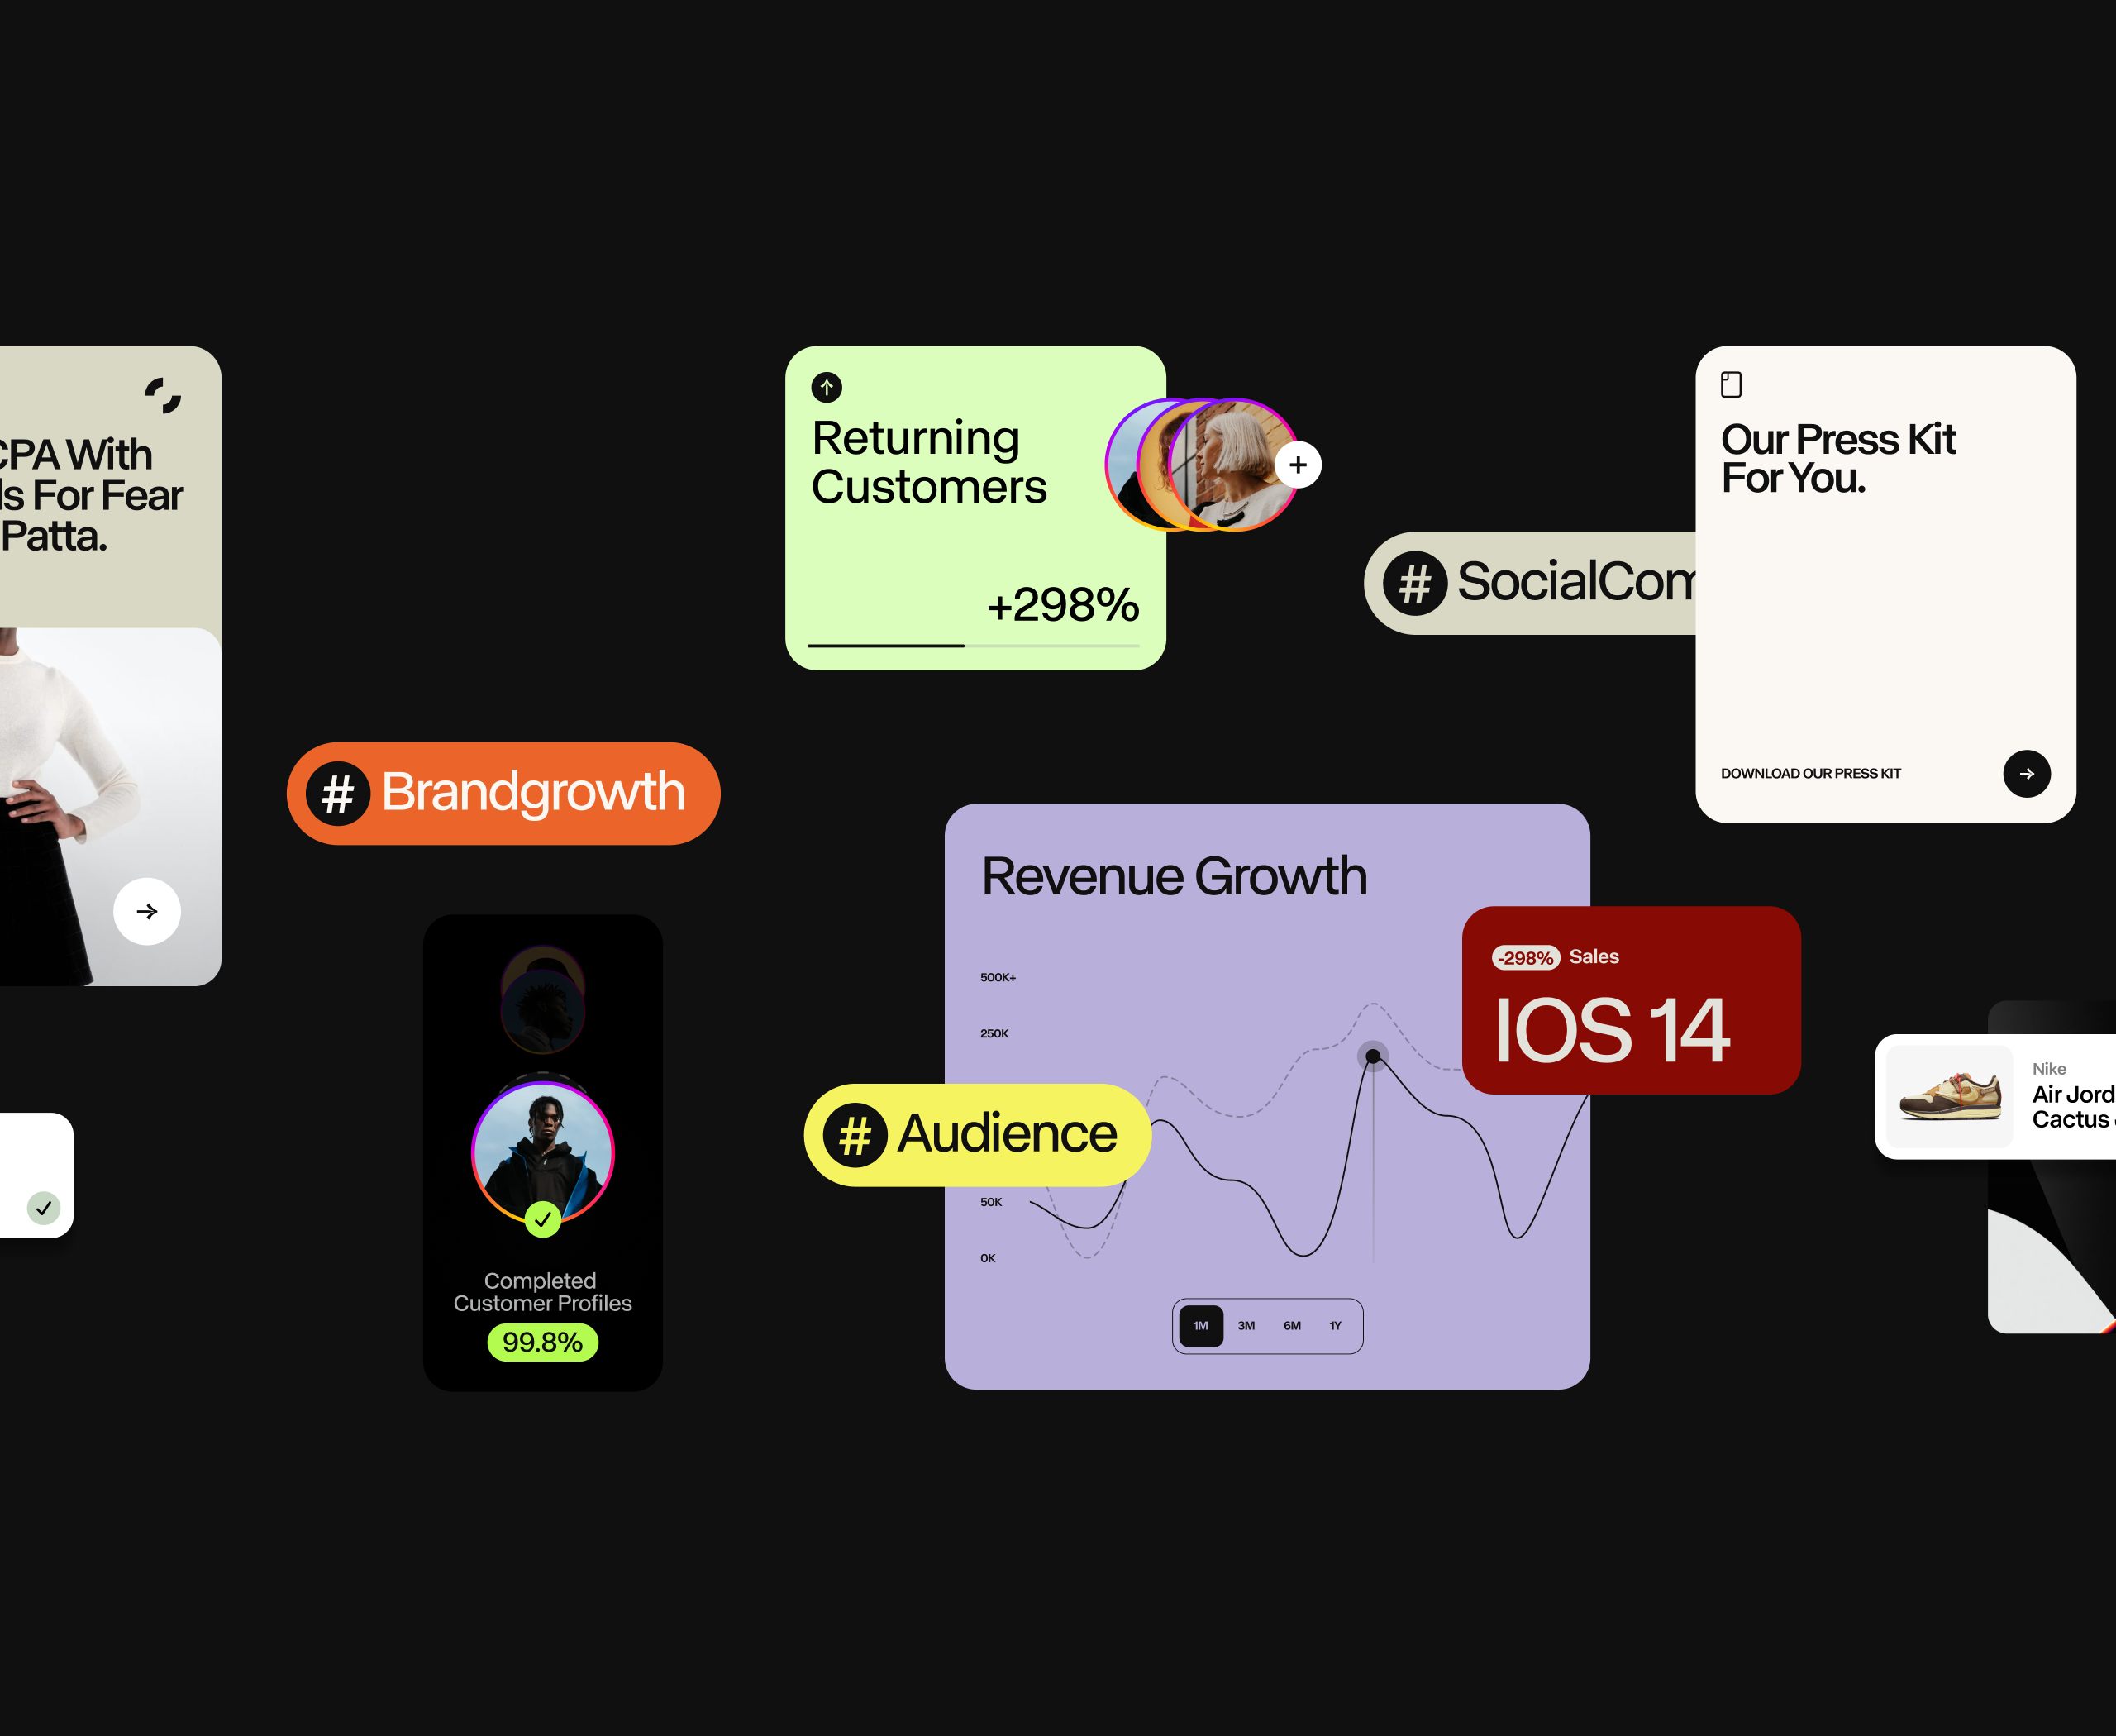 CPA With
ls For Fear
Patta.
Returning
Customers
+298%
+
# SocialCom
Our Press Kit
For You.
DOWNLOAD OUR PRESS KIT
# Brandgrowth
Revenue Growth
500K+
250K
50K
0K
1M 3M 6M 1Y
-298% Sales
IOS 14
# Audience
Completed
Customer Profiles
99.8%
Nike
Air Jord
Cactus